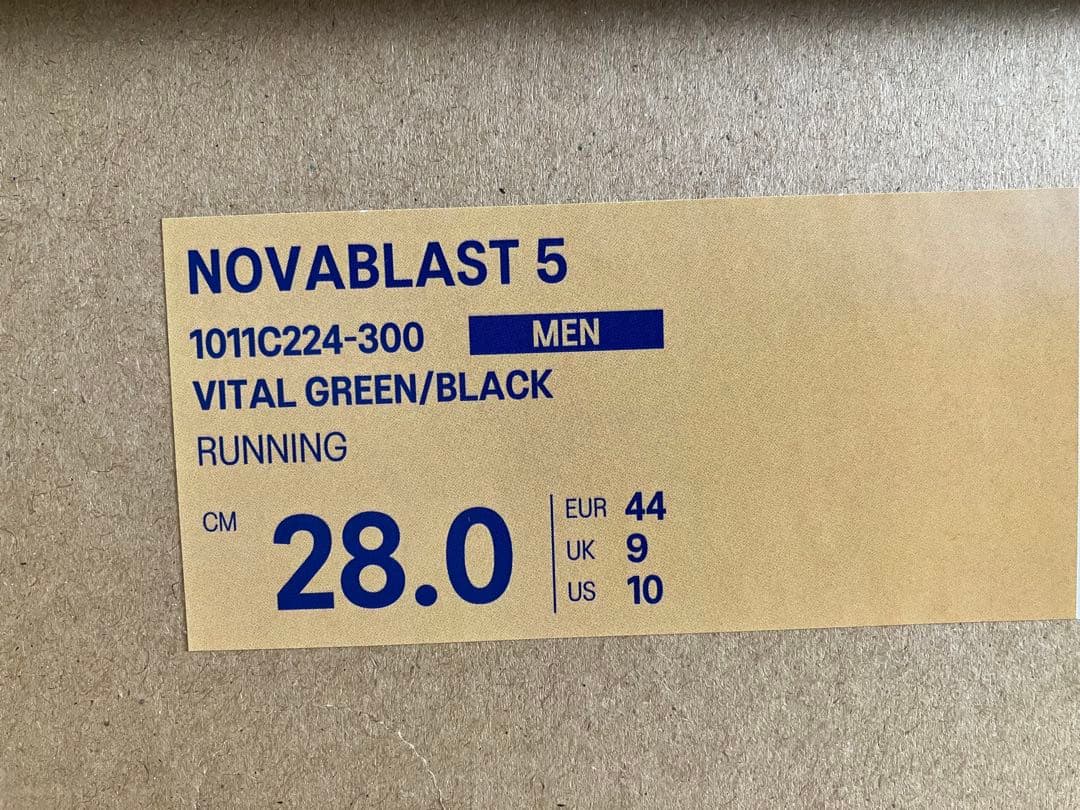 NOVABLAST 5
1011C224-300 MEN
VITAL GREEN/BLACK
RUNNING
CM 28.0
EUR 44
UK 9
US 10